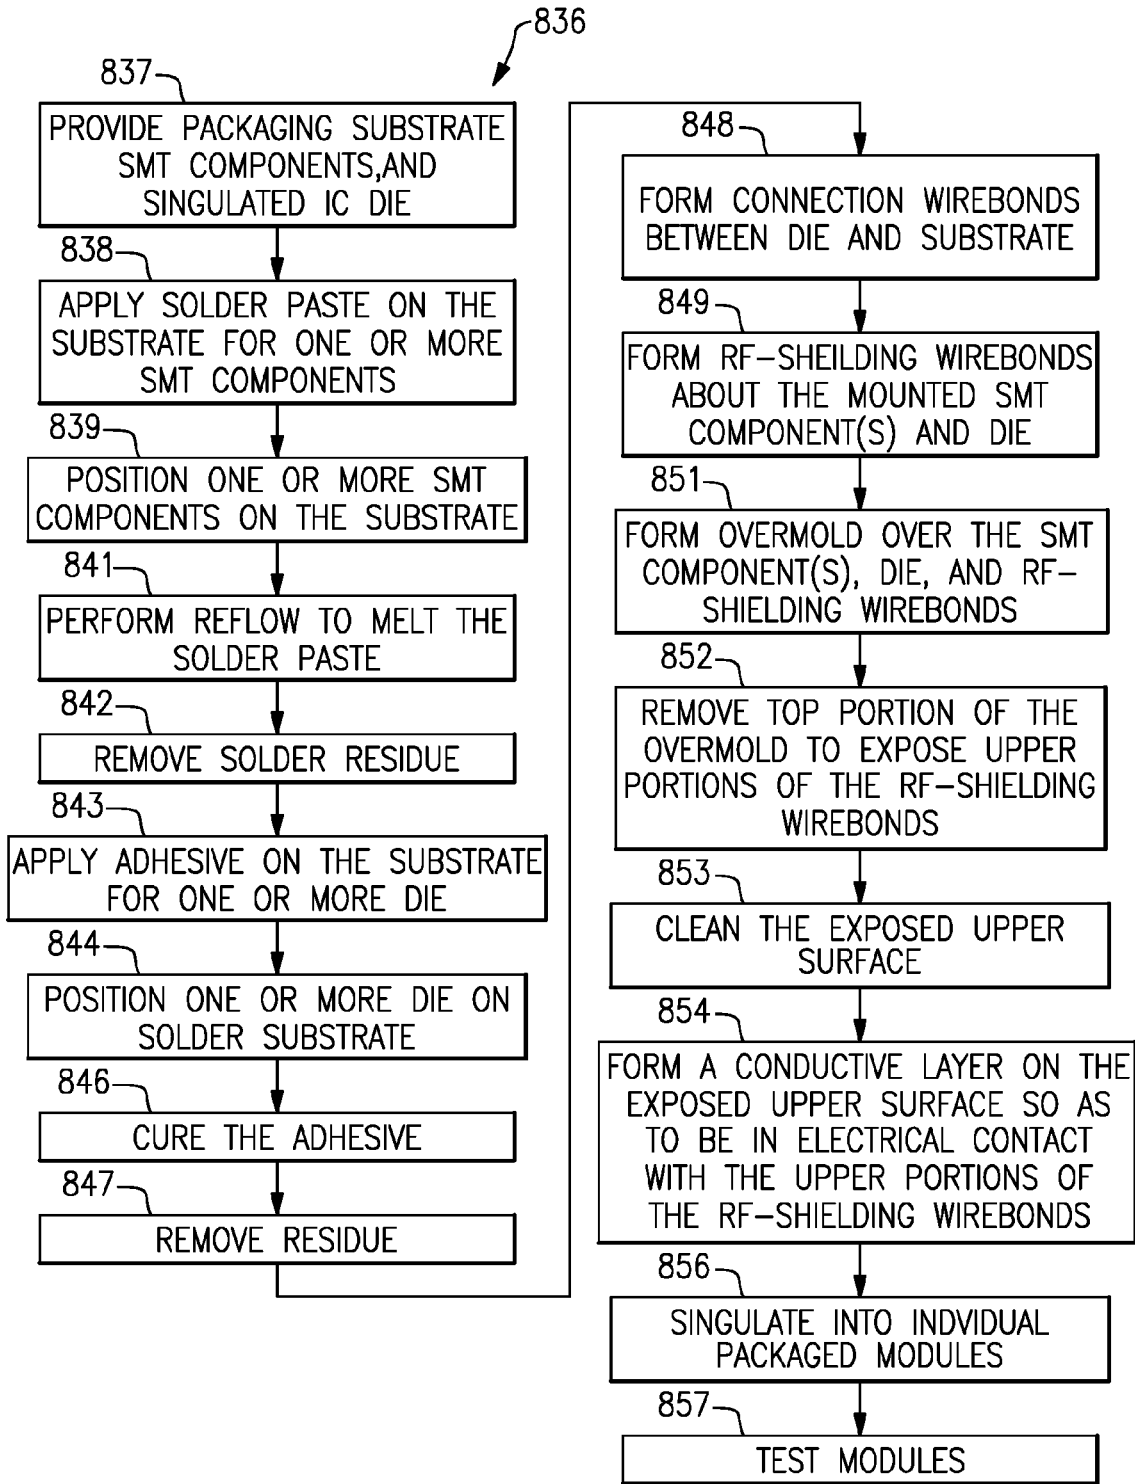 836
837
PROVIDE PACKAGING SUBSTRATE
SMT COMPONENTS,AND
SINGULATED IC DIE
838
APPLY SOLDER PASTE ON THE
SUBSTRATE FOR ONE OR MORE
SMT COMPONENTS
839
POSITION ONE OR MORE SMT
COMPONENTS ON THE SUBSTRATE
841
PERFORM REFLOW TO MELT THE
SOLDER PASTE
842
REMOVE SOLDER RESIDUE
843
APPLY ADHESIVE ON THE SUBSTRATE
FOR ONE OR MORE DIE
844
POSITION ONE OR MORE DIE ON
SOLDER SUBSTRATE
846
CURE THE ADHESIVE
847
REMOVE RESIDUE
848
FORM CONNECTION WIREBONDS
BETWEEN DIE AND SUBSTRATE
849
FORM RF-SHEILDING WIREBONDS
ABOUT THE MOUNTED SMT
COMPONENT(S) AND DIE
851
FORM OVERMOLD OVER THE SMT
COMPONENT(S), DIE, AND RF-
SHIELDING WIREBONDS
852
REMOVE TOP PORTION OF THE
OVERMOLD TO EXPOSE UPPER
PORTIONS OF THE RF-SHIELDING
WIREBONDS
853
CLEAN THE EXPOSED UPPER
SURFACE
854
FORM A CONDUCTIVE LAYER ON THE
EXPOSED UPPER SURFACE SO AS
TO BE IN ELECTRICAL CONTACT
WITH THE UPPER PORTIONS OF
THE RF-SHIELDING WIREBONDS
856
SINGULATE INTO INDVIDUAL
PACKAGED MODULES
857
TEST MODULES